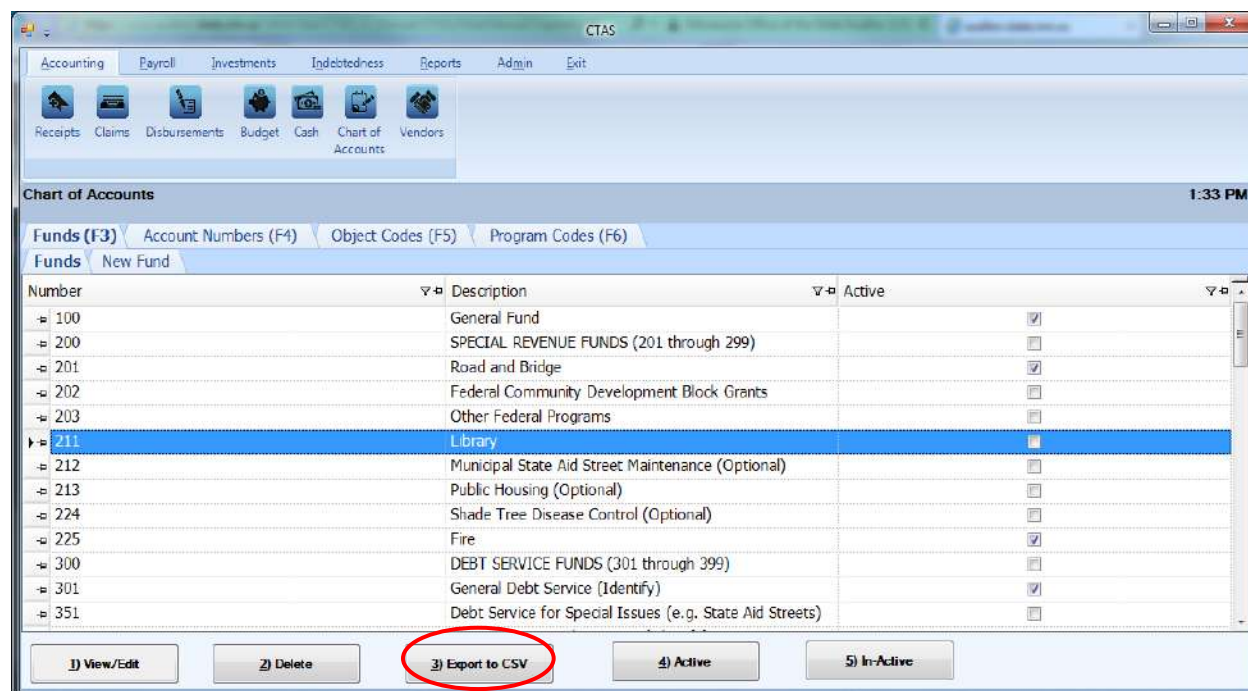 CTAS
Accounting Payroll Investments Indebtedness Reports Admin Exit
Receipts Claims Disbursements Budget Cash Chart of Accounts Vendors
Chart of Accounts 1:33 PM
Funds (F3) Account Numbers (F4) Object Codes (F5) Program Codes (F6)
Funds New Fund
Number Description Active
100 General Fund
200 SPECIAL REVENUE FUNDS (201 through 299)
201 Road and Bridge
202 Federal Community Development Block Grants
203 Other Federal Programs
211 Library
212 Municipal State Aid Street Maintenance (Optional)
213 Public Housing (Optional)
224 Shade Tree Disease Control (Optional)
225 Fire
300 DEBT SERVICE FUNDS (301 through 399)
301 General Debt Service (Identify)
351 Debt Service for Special Issues (e.g. State Aid Streets)
1) View/Edit 2) Delete 3) Export to CSV 4) Active 5) In-Active